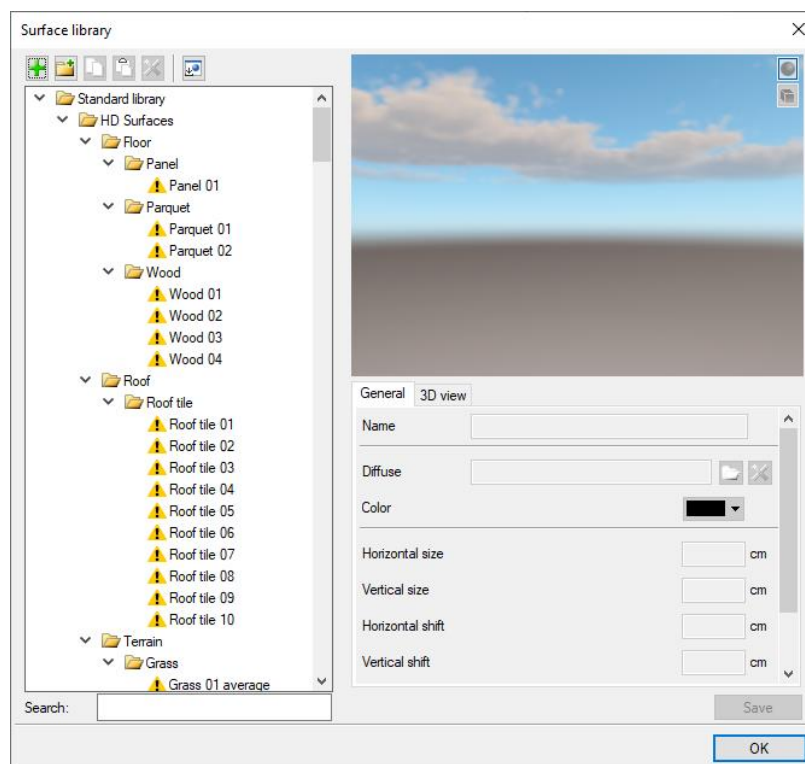 Surface library
Standard library
HD Surfaces
Floor
Panel
Panel 01
Parquet
Parquet 01
Parquet 02
Wood
Wood 01
Wood 02
Wood 03
Wood 04
Roof
Roof tile
Roof tile 01
Roof tile 02
Roof tile 03
Roof tile 04
Roof tile 05
Roof tile 06
Roof tile 07
Roof tile 08
Roof tile 09
Roof tile 10
Terrain
Grass
Grass 01 average
Search:
General 3D view
Name
Diffuse
Color
Horizontal size cm
Vertical size cm
Horizontal shift cm
Vertical shift cm
Save
OK